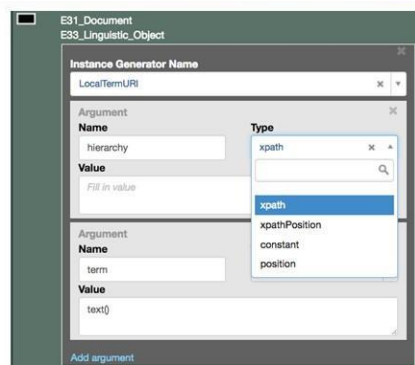 E31_Document
E33_Linguistic_Object
Instance Generator Name
LocalTermURI
Argument
Name Type
hierarchy xpath
Value
Fill in value
xpath
xpathPosition
constant
position
Argument
Name
term
Value
text()
Add argument